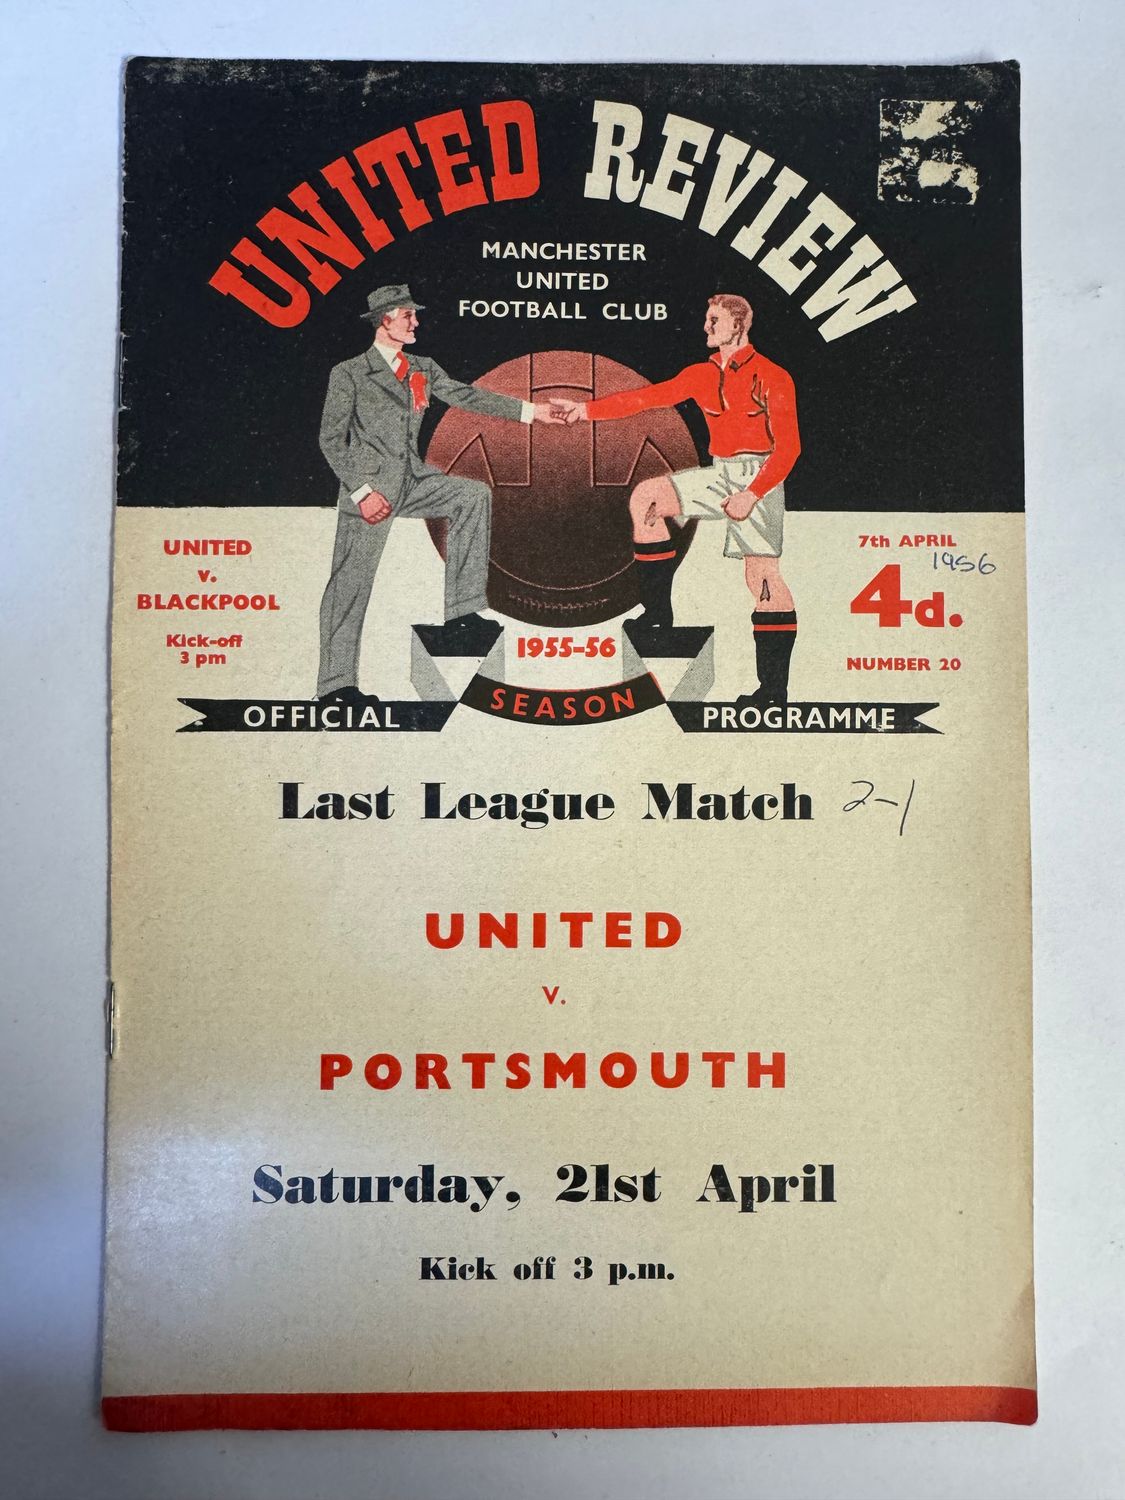 UNITED REVIEW
MANCHESTER
UNITED
FOOTBALL CLUB
UNITED
v.
BLACKPOOL
Kick-off
3 pm
7th APRIL
1956
4d.
NUMBER 20
1955-56
OFFICIAL SEASON PROGRAMME
Last League Match 2-1
UNITED
v.
PORTSMOUTH
Saturday, 21st April
Kick off 3 p.m.